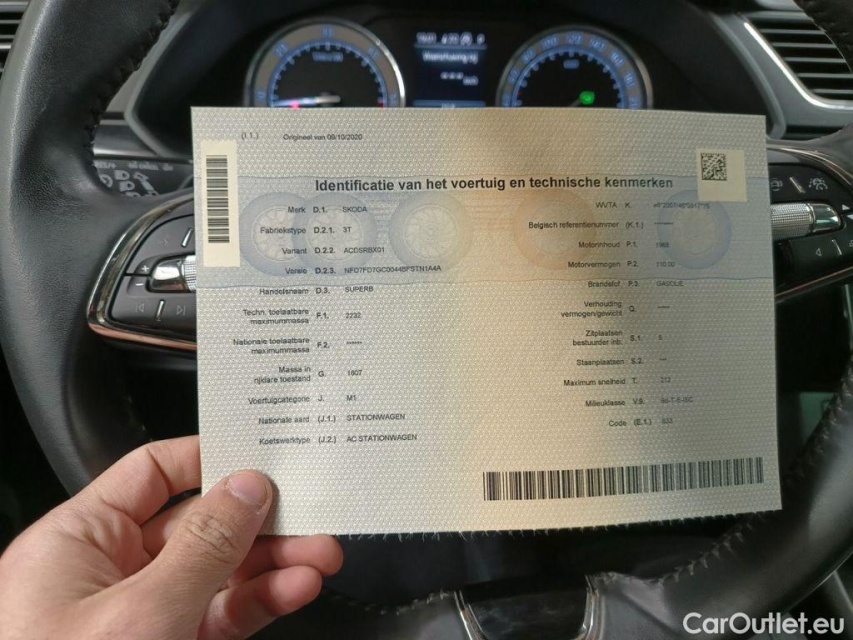 (I.1.) Origineel van 09/10/2020
Identificatie van het voertuig en technische kenmerken
Merk D.1. SKODA
Fabriekstype D.2.1. 3T
Variant D.2.2. ACDSRBX01
Versie D.2.3.
Handelsnaam D.3. SUPERB
Techn. toelaatbare
maximummassa F.1. 2232
Nationale toelaatbare
maximummassa F.2. ------
Massa in
rijklare toestand G. 1607
Voertuigcategorie J. M1
Nationale aard (J.1.) STATIONWAGEN
Koetswerktype (J.2.) AC STATIONWAGEN
WVTA K.
Belgisch referentienummer (K.1.) ------
Motorinhoud P.1. 1968
Motorvermogen P.2. 110.00
Brandstof P.3. GASOLE
Verhouding
vermogen/gewicht Q. ----
Zitplaatsen
bestuurder inb. S.1. 5
Staanplaatsen S.2. ---
Maximum snelheid T. 212
Milieuklasse V.9.
Code (E.1.)
CarOutlet.eu